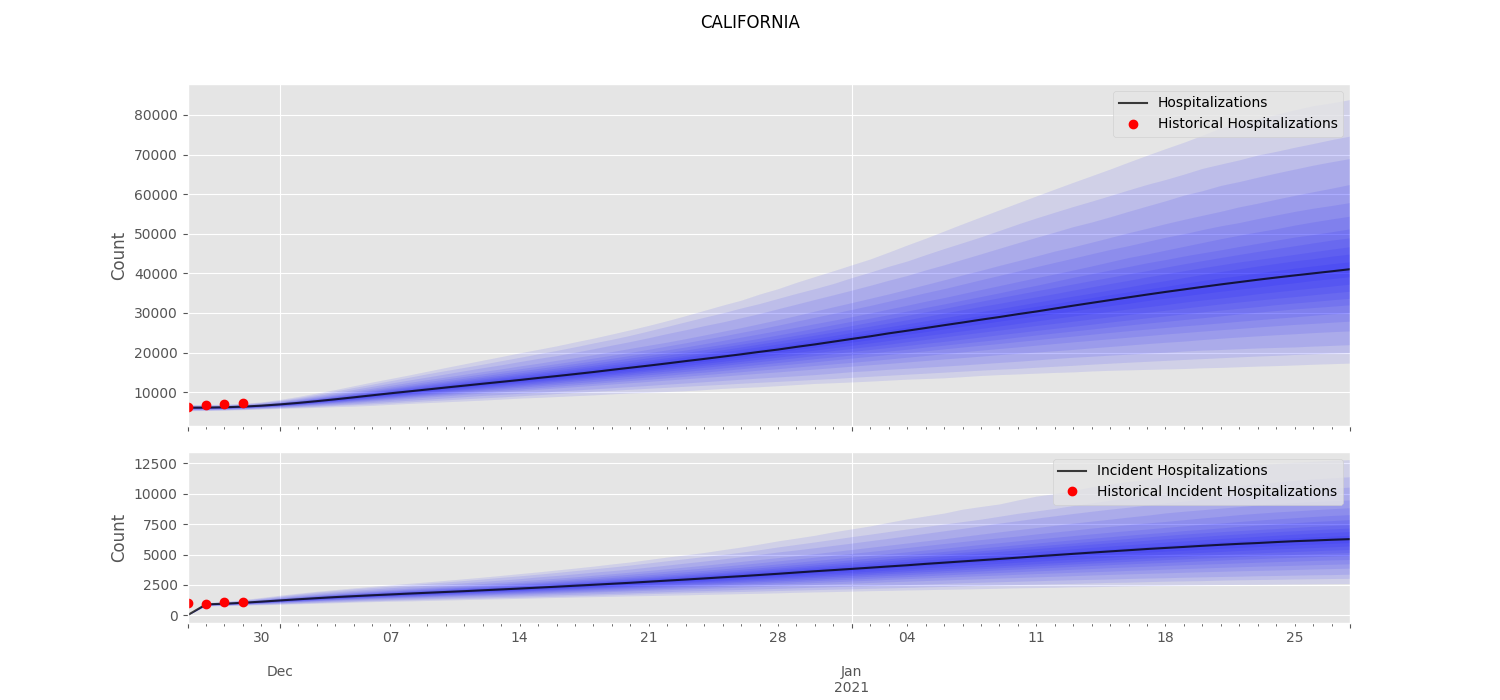 CALIFORNIA
Hospitalizations
Historical Hospitalizations
80000
70000
60000
50000
40000
30000
20000
10000
Count
Incident Hospitalizations
Historical Incident Hospitalizations
12500
10000
7500
5000
2500
0
Count
30 07 14 21 28 04 11 18 25
Dec Jan
2021